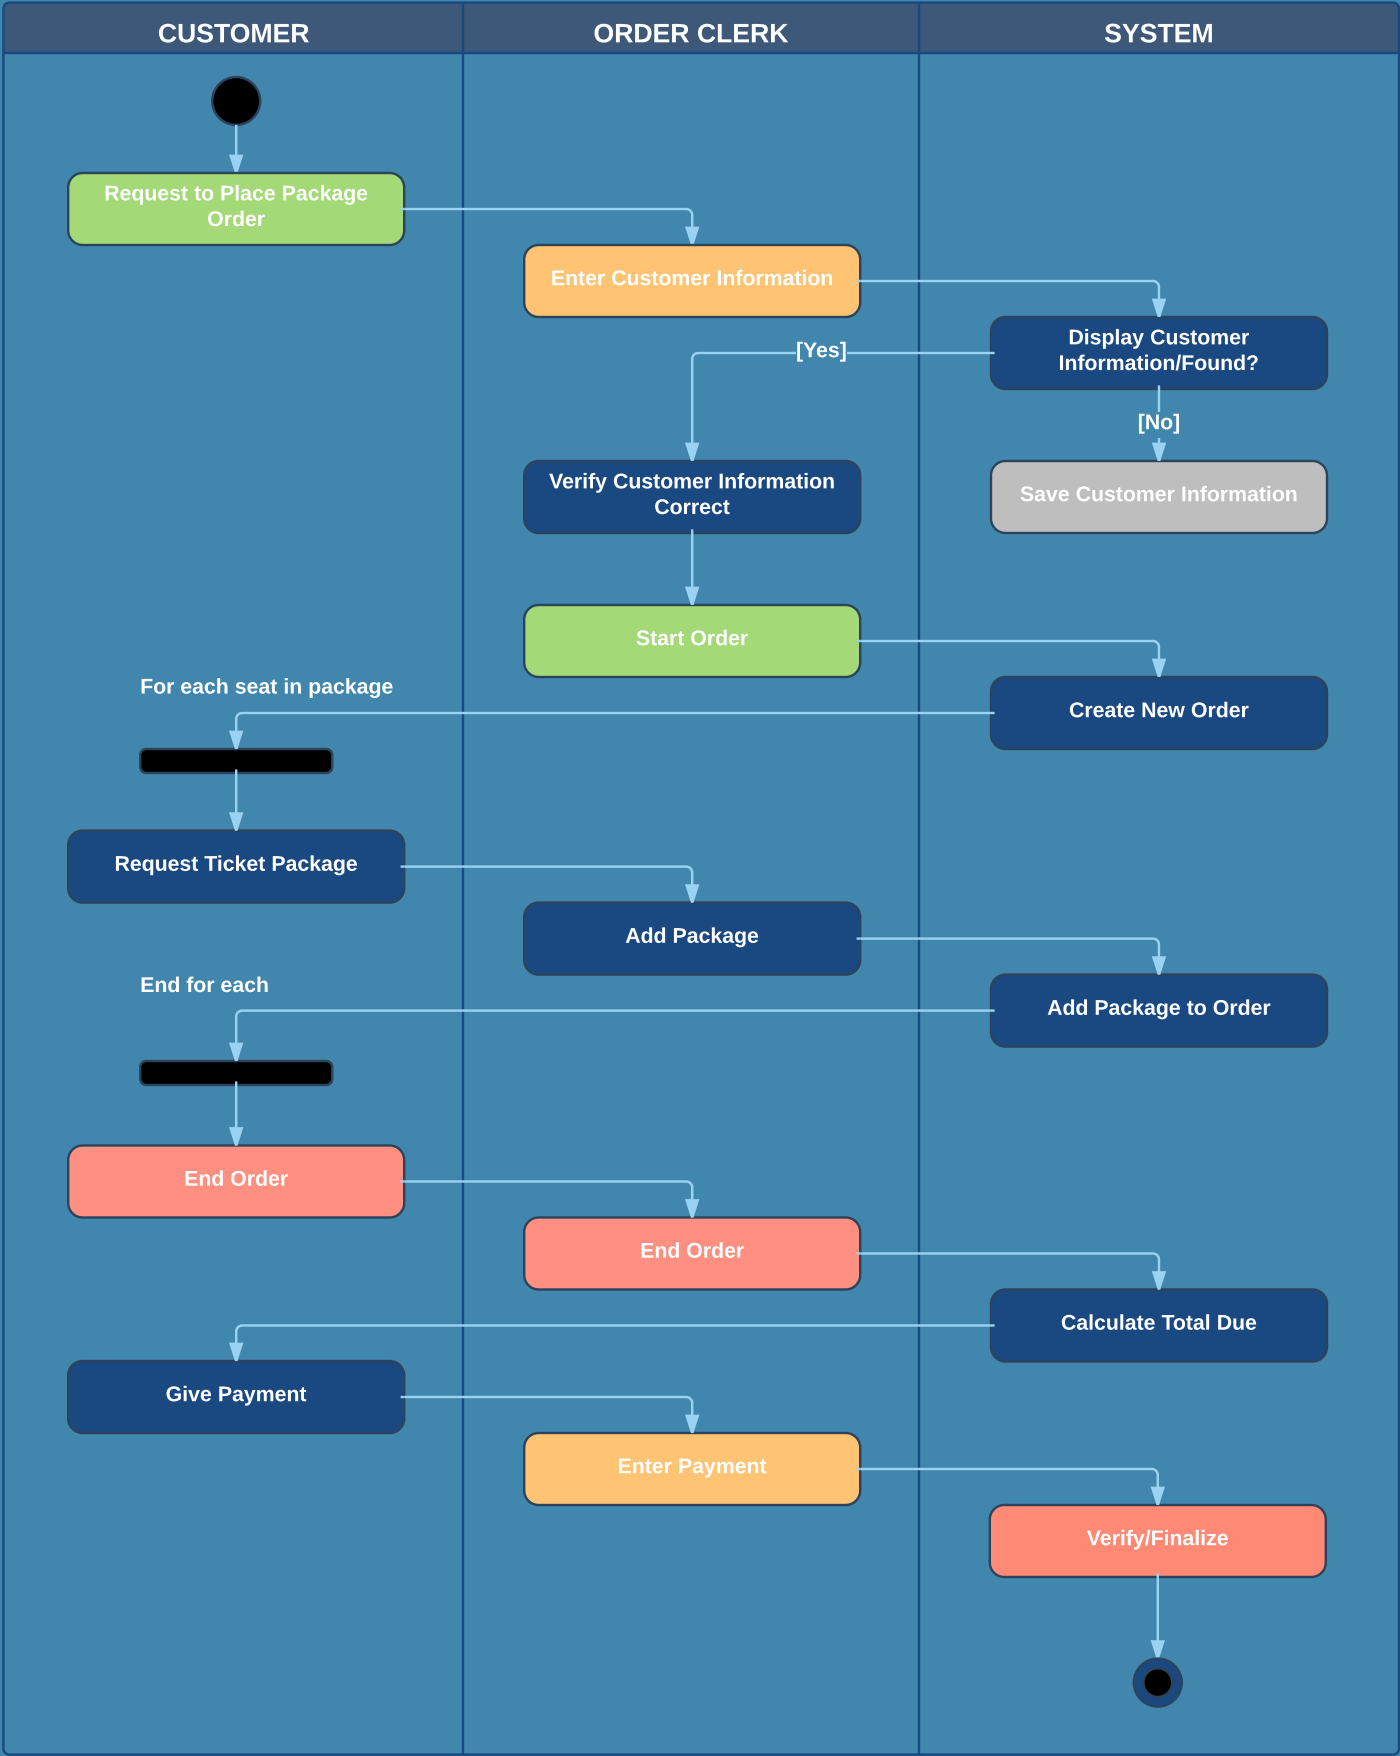 CUSTOMER
ORDER CLERK
SYSTEM
Request to Place Package
Order
Enter Customer Information
Display Customer
Information/Found?
[Yes]
[No]
Verify Customer Information
Correct
Save Customer Information
Start Order
For each seat in package
Create New Order
Request Ticket Package
Add Package
End for each
Add Package to Order
End Order
End Order
Calculate Total Due
Give Payment
Enter Payment
Verify/Finalize